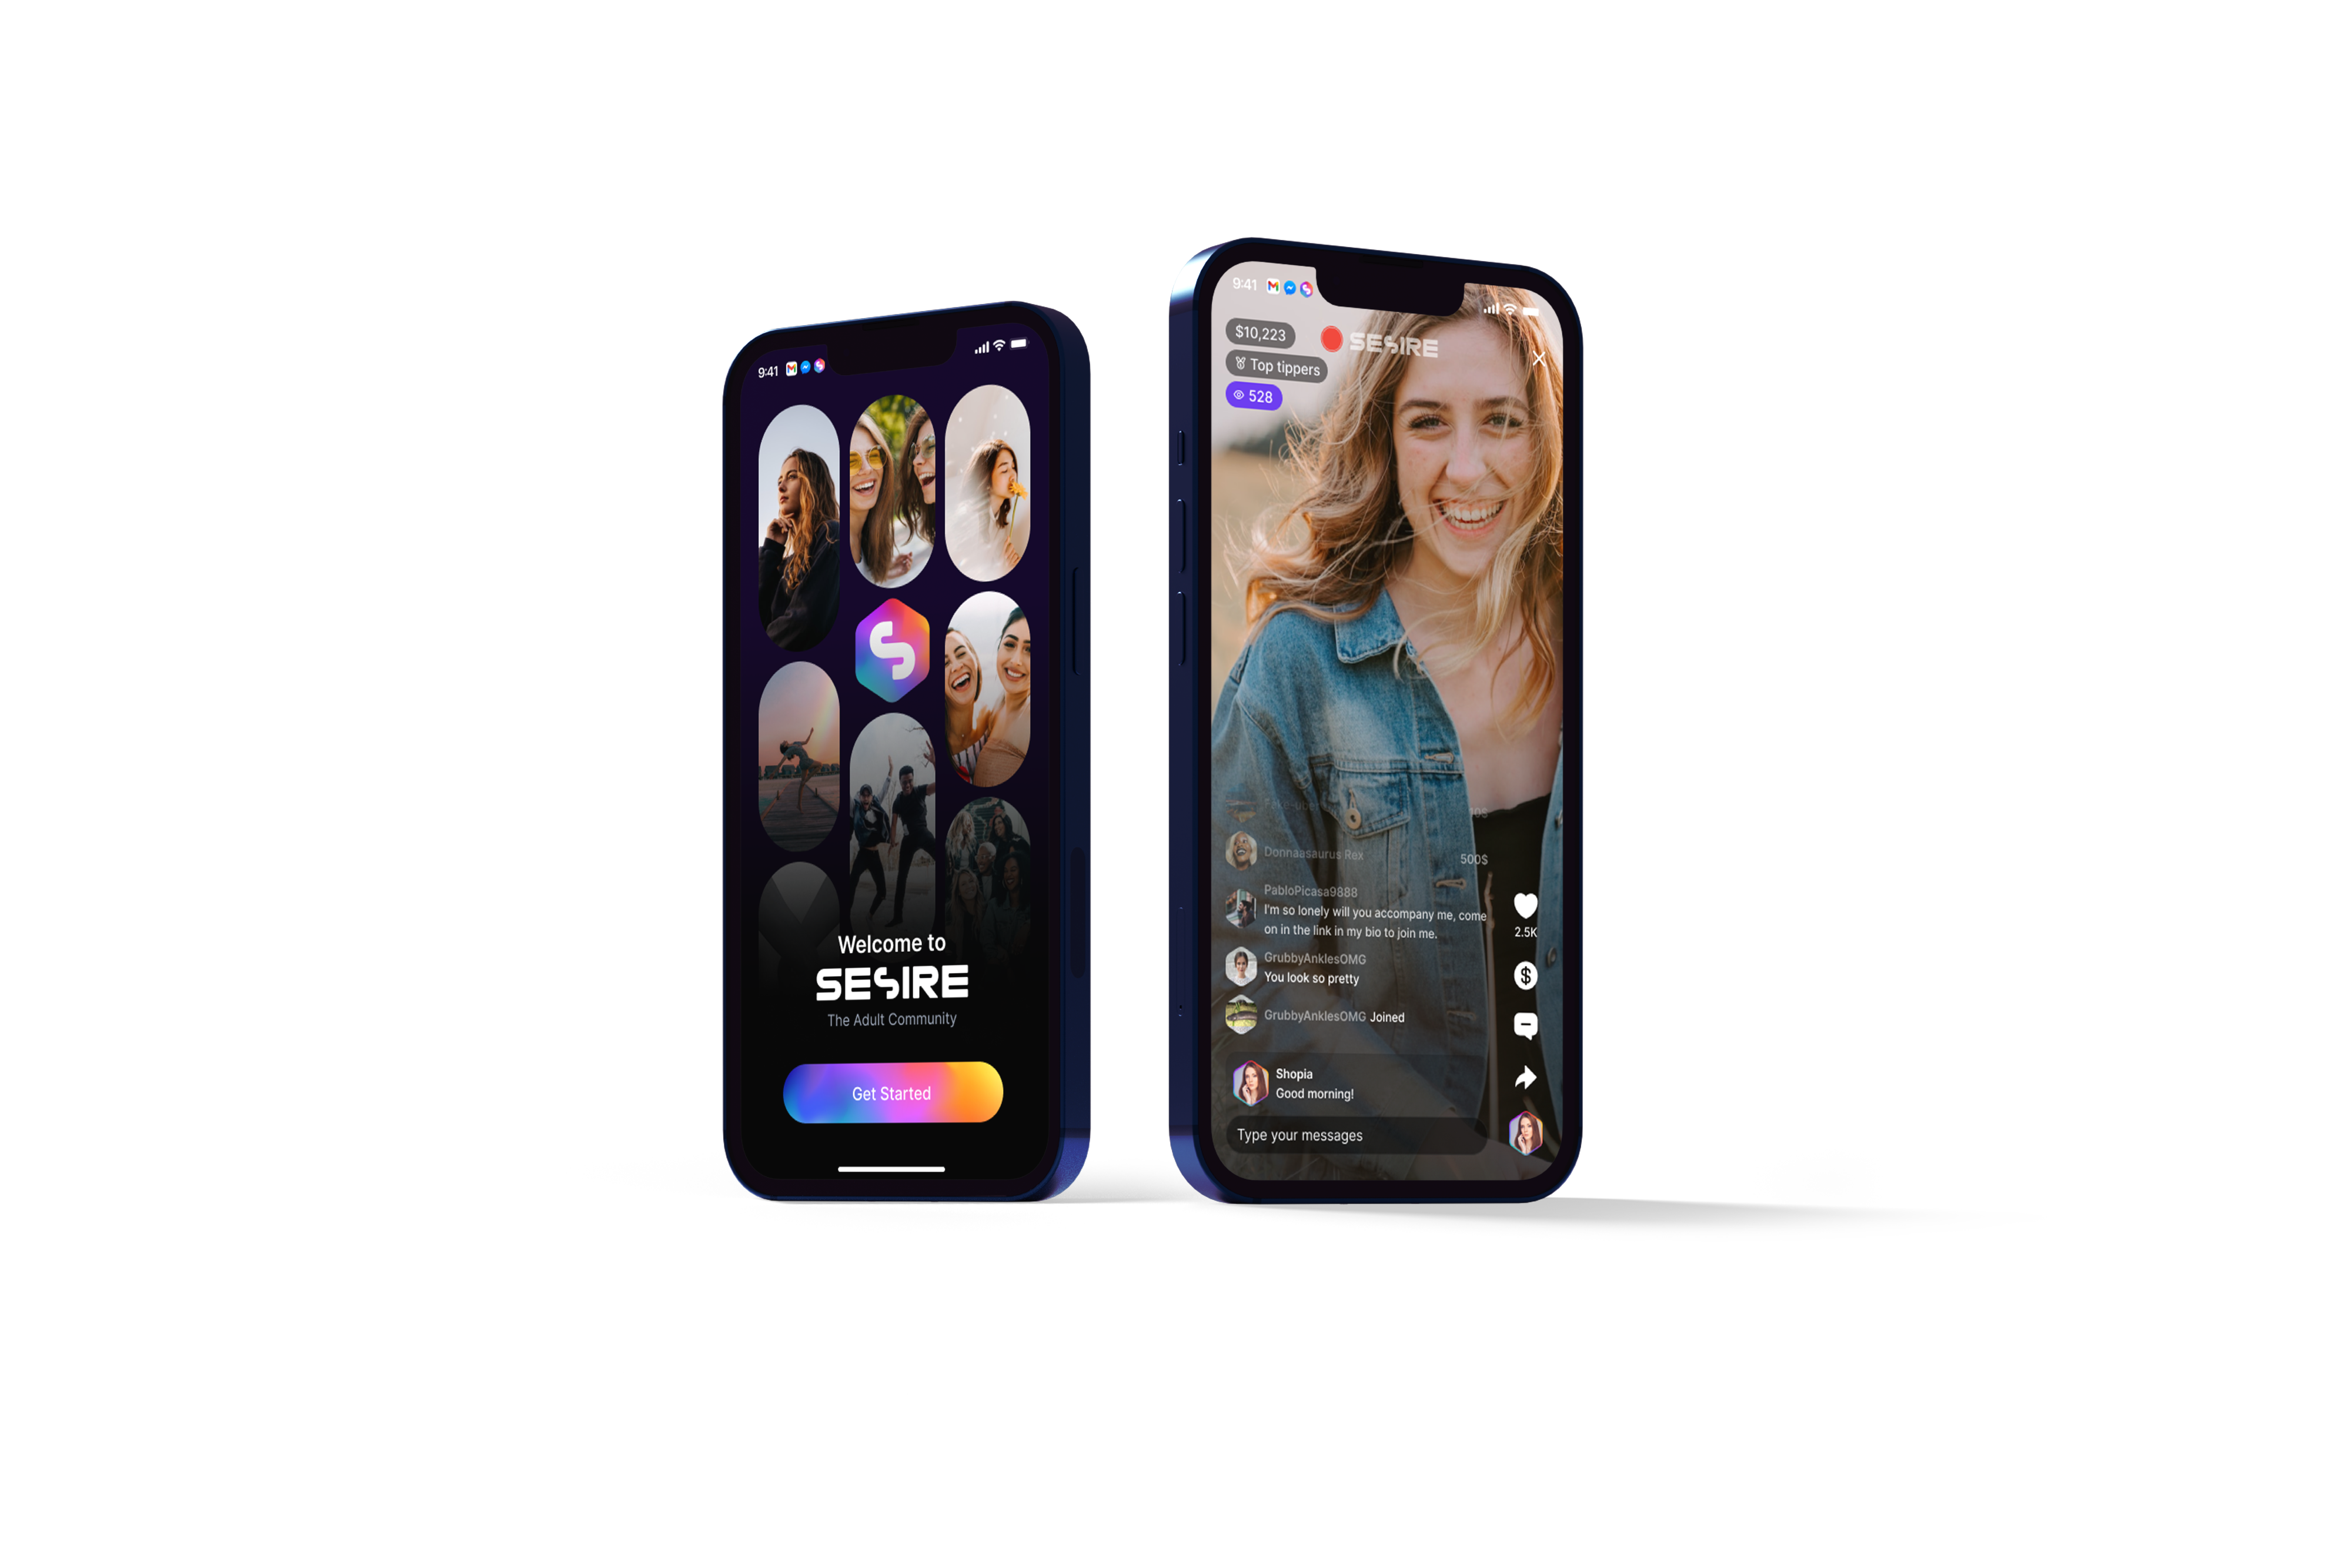 9:41
Welcome to
SESIRE
The Adult Community
Get Started
9:41
$10,223
SESIRE
Top tippers
528
10$
Donnaasaurus Rex 500$
PabloPicasa9888
I'm so lonely will you accompany me, come
on in the link in my bio to join me.
2.5K
GrubbyAnklesOMG
You look so pretty
GrubbyAnklesOMG Joined
Shopia
Good morning!
Type your messages